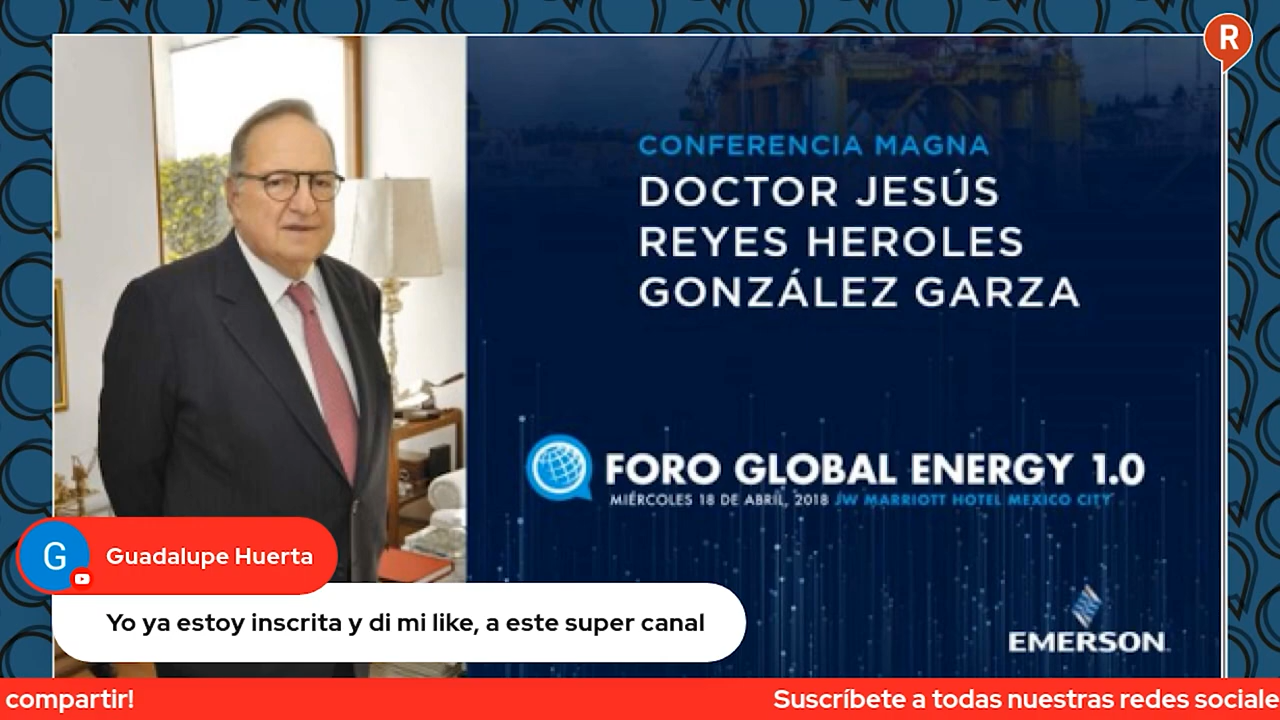 R
CONFERENCIA MAGNA
DOCTOR JESÚS
REYES HEROLES
GONZÁLEZ GARZA
FORO GLOBAL ENERGY 1.0
MIÉRCOLES 18 DE ABRIL, 2018 JW MARRIOTT HOTEL MEXICO CITY
G
Guadalupe Huerta
Yo ya estoy inscrita y di mi like, a este super canal
EMERSON
compartir!
Suscríbete a todas nuestras redes sociale